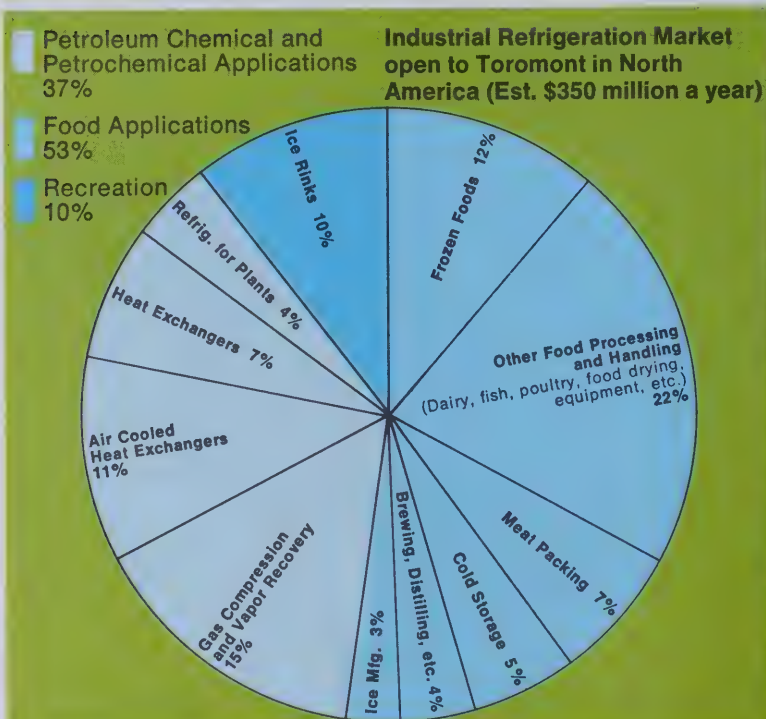 Petroleum Chemical and
Petrochemical Applications
37%
Food Applications
53%
Recreation
10%
Industrial Refrigeration Market
open to Toromont in North
America (Est. $350 million a year)
Ice Rinks 10%
Frozen Foods 12%
Other Food Processing
and Handling
(Dairy, fish, poultry, food drying,
equipment, etc.)
22%
Meat Packing 7%
Cold Storage 5%
Brewing, Distilling, etc. 4%
Ice Mfg. 3%
Gas Compression
and Vapor Recovery
15%
Air Cooled
Heat Exchangers
11%
Heat Exchangers 7%
Refrig. for Plants 4%